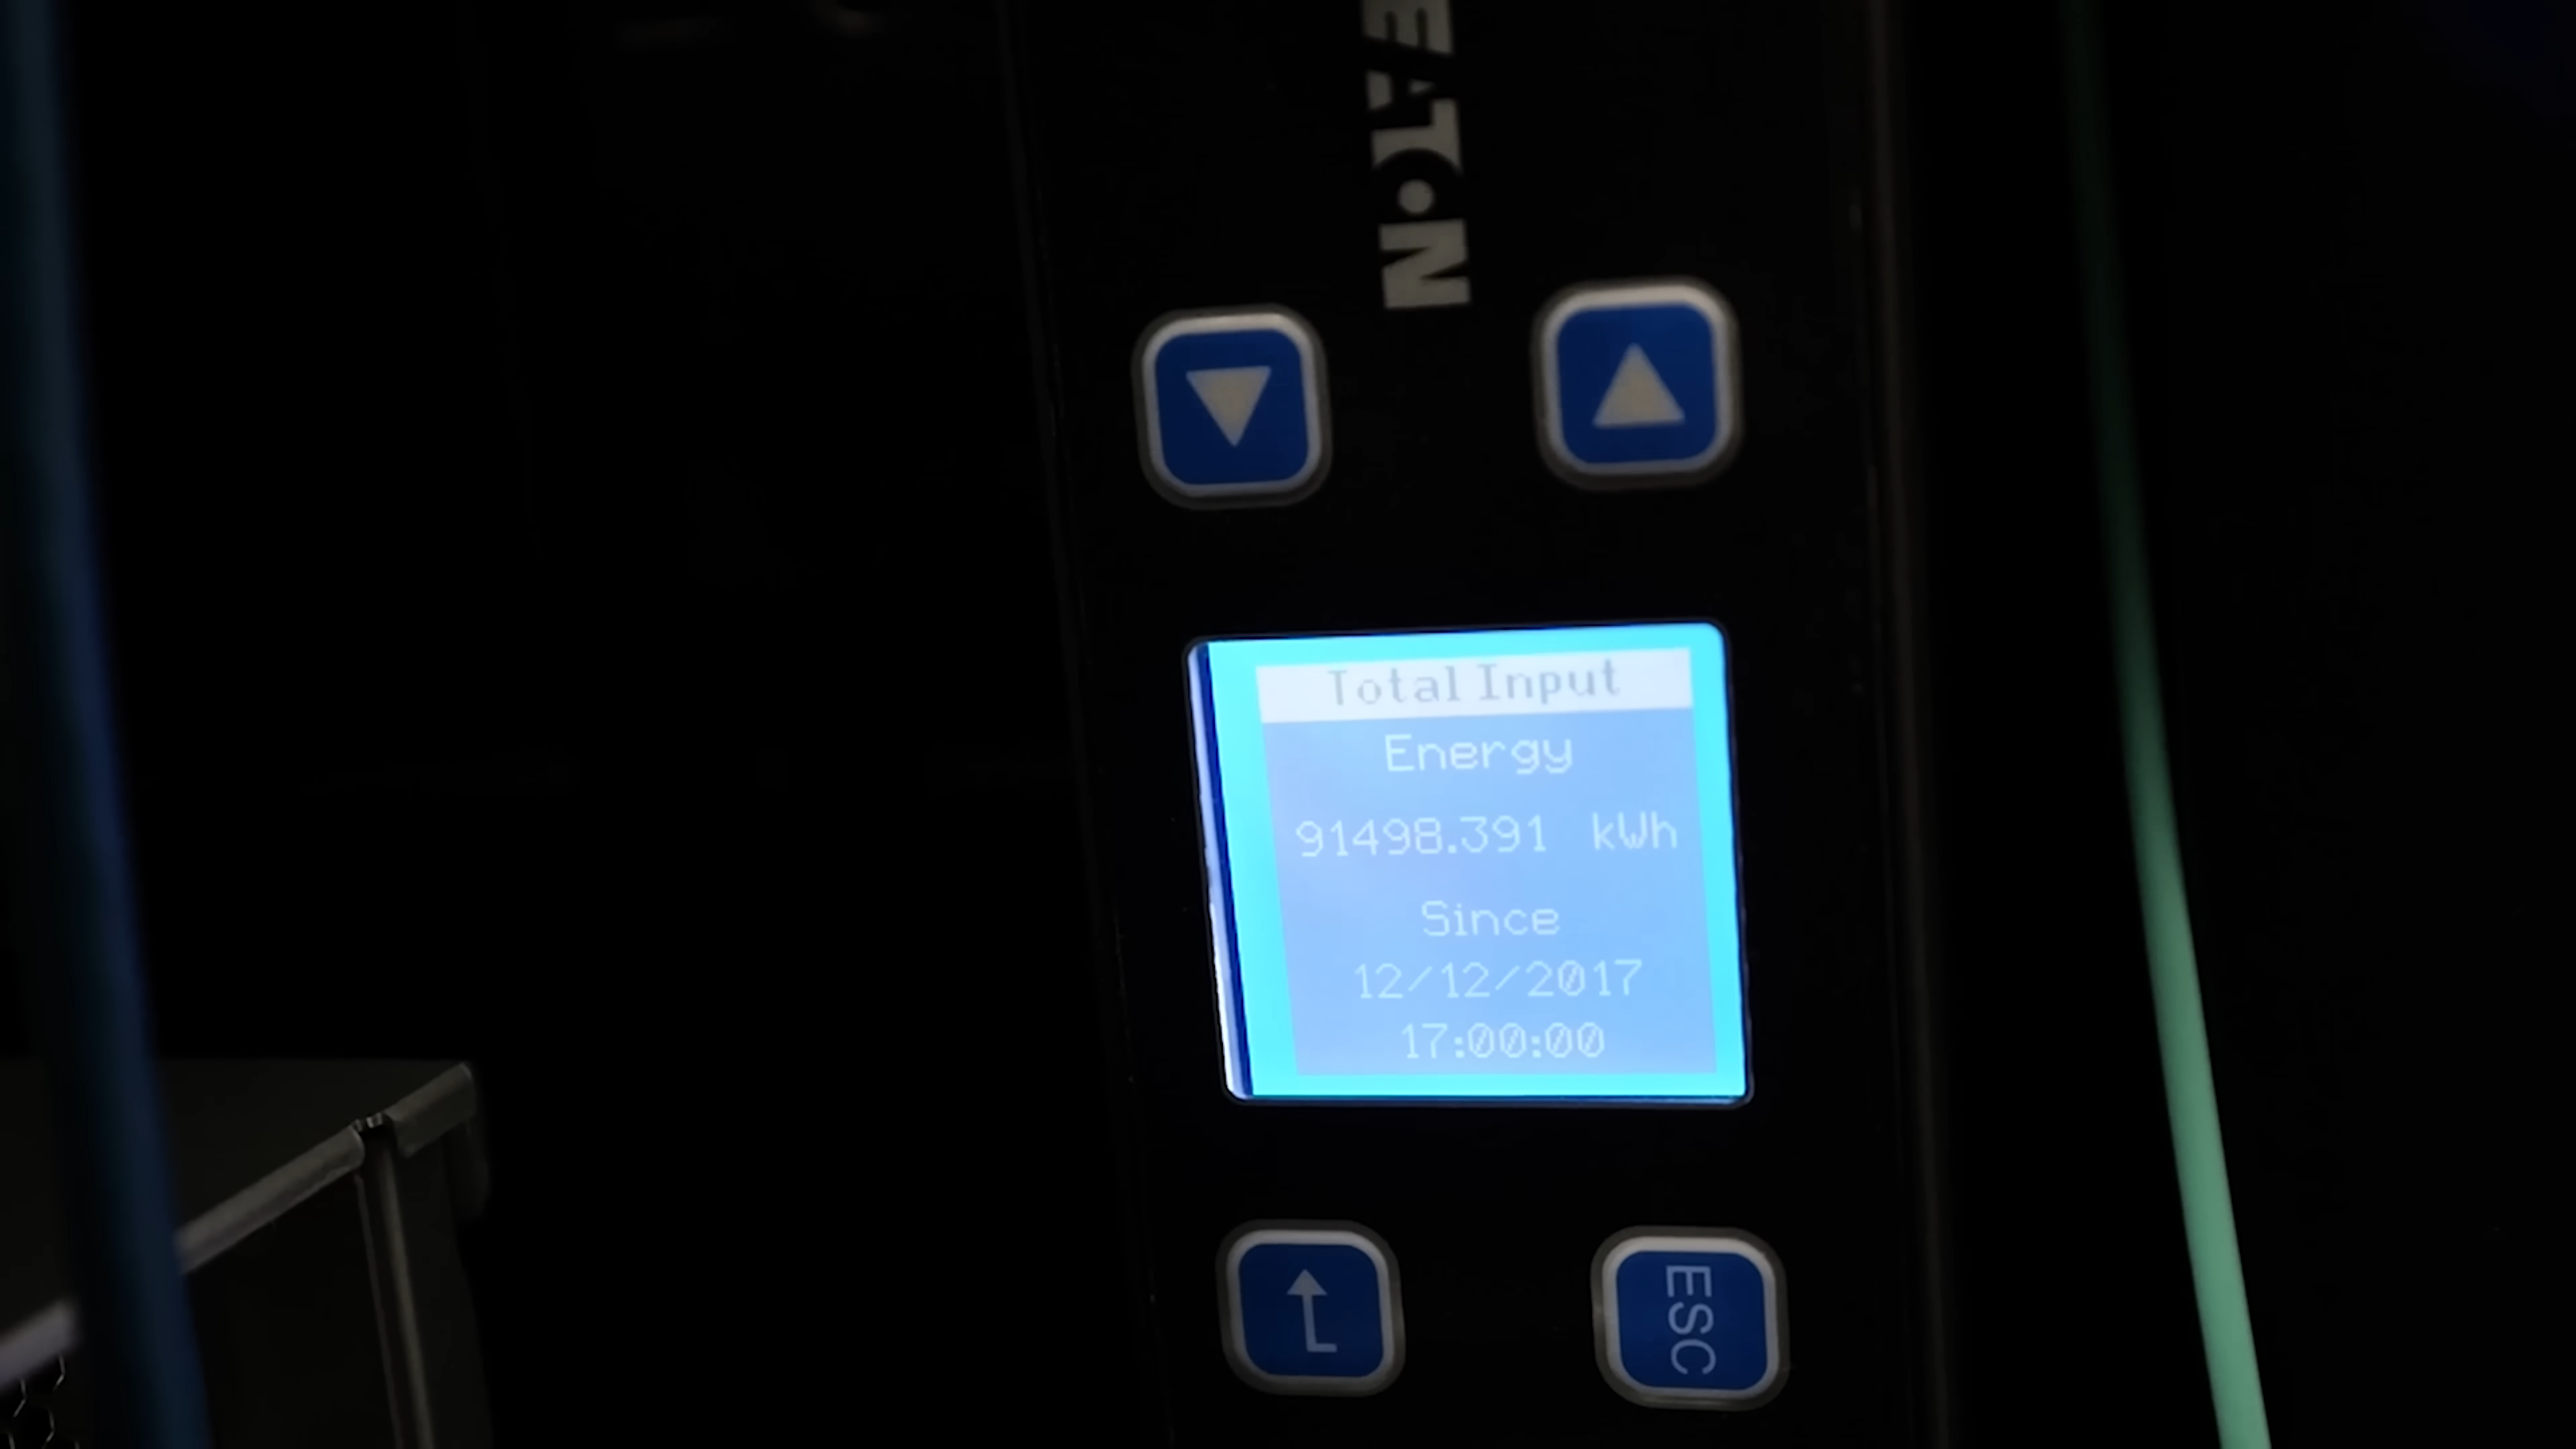 EATON
Total Input
Energy
91498.391 kWh
Since
12/12/2017
17:00:00
ESC